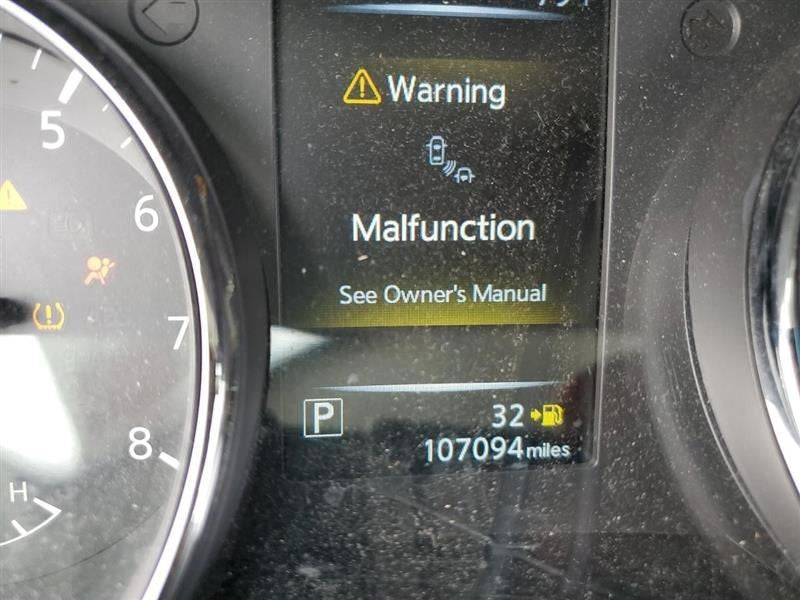 Warning
5
6
Malfunction
See Owner's Manual
7
P 32
8 107094 miles
H